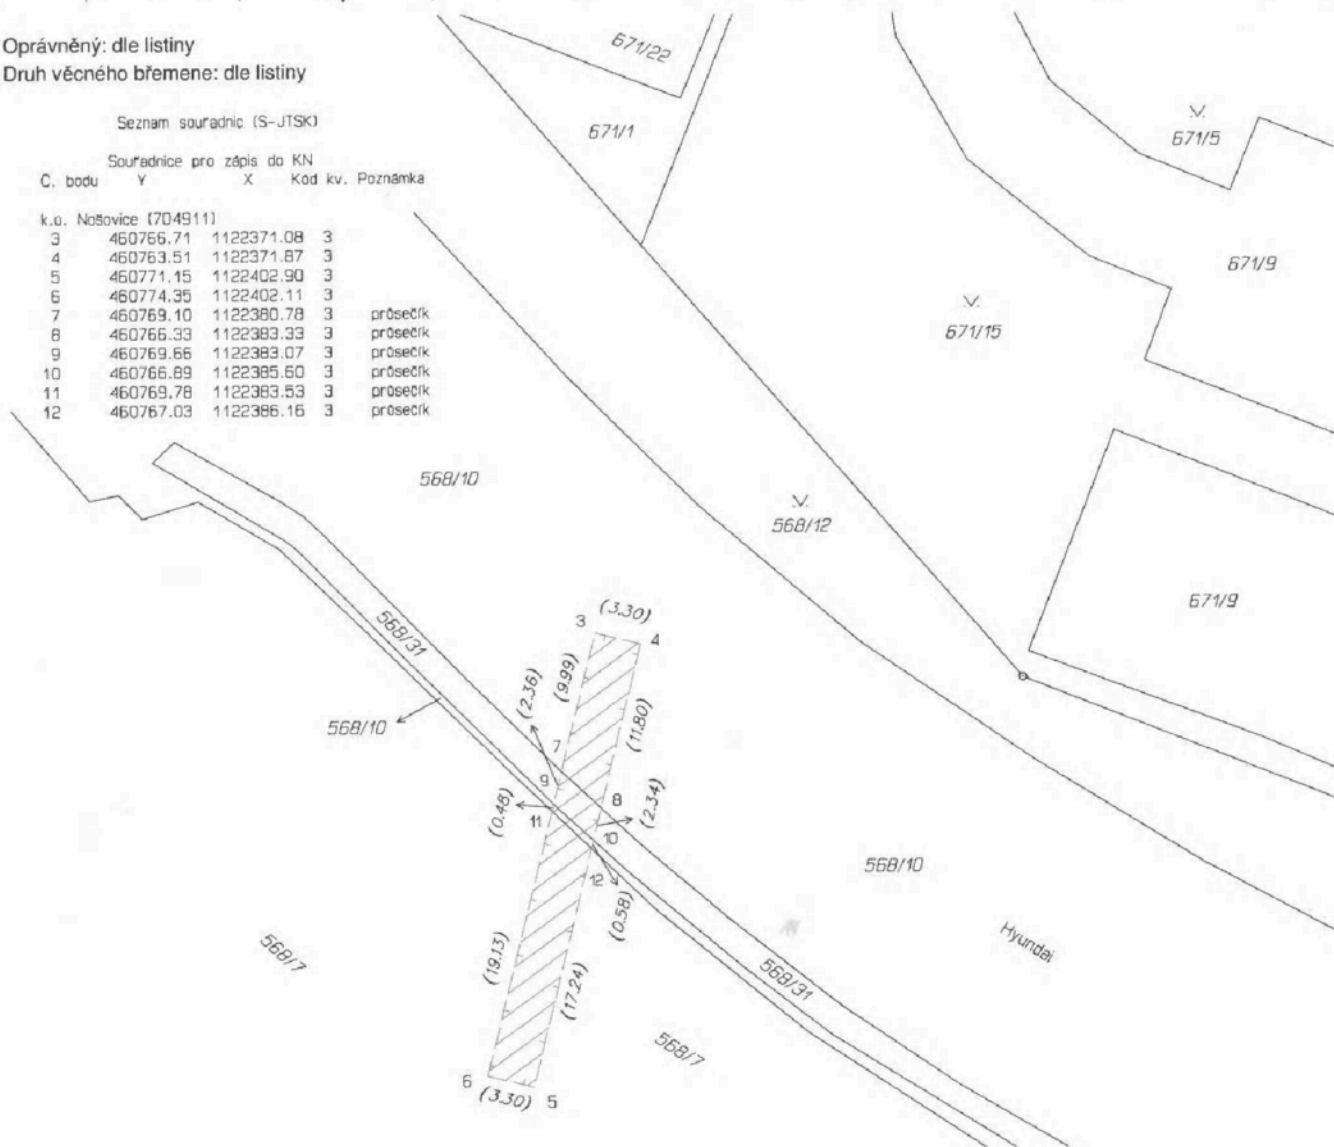 Oprávněný: dle listiny
Druh věcného břemene: dle listiny
Seznam souřadnic (S-JTSK)
Souřadnice pro zápis do KN
Č. bodu Y X Kód kv. Poznámka
k.ú. Nošovice (704911)
3 460766.71 1122371.08 3
4 460763.51 1122371.87 3
5 460771.15 1122402.90 3
6 460774.35 1122402.11 3
7 460769.10 1122380.78 3 průsečík
8 460766.33 1122383.33 3 průsečík
9 460769.66 1122383.07 3 průsečík
10 460766.89 1122385.60 3 průsečík
11 460769.78 1122383.53 3 průsečík
12 460767.03 1122386.16 3 průsečík
671/22
671/1
671/5
671/9
671/15
568/10
568/12
671/9
568/31
(3.30)
3
4
(9.99)
(2.36)
(11.80)
568/10
7
9
8
(2.34)
(0.48)
11
10
12
568/10
(0.58)
Hyundai
568/7
(19.13)
(17.24)
568/31
568/7
6
(3.30)
5